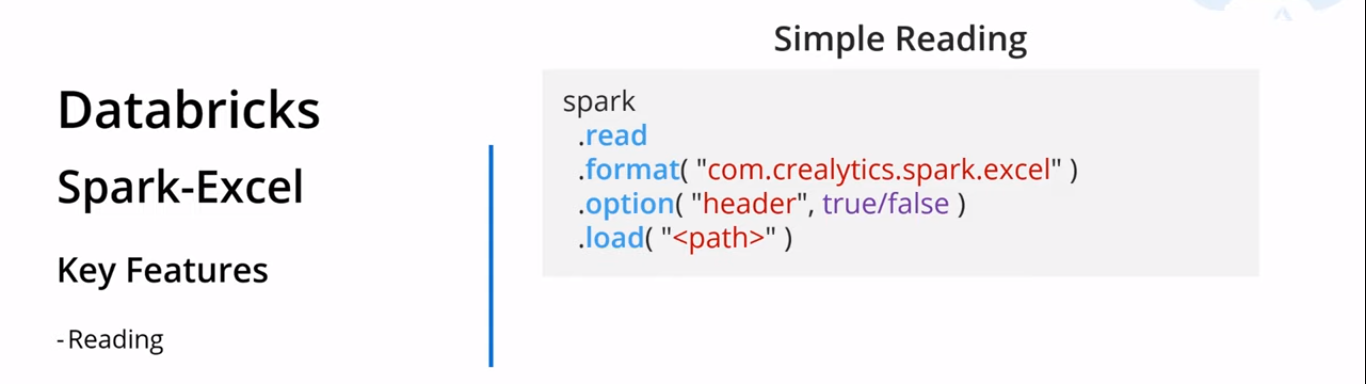 Databricks
Spark-Excel
Key Features
- Reading
Simple Reading
spark
.read
.format( "com.crealytics.spark.excel" )
.option( "header", true/false )
.load( "<path>" )